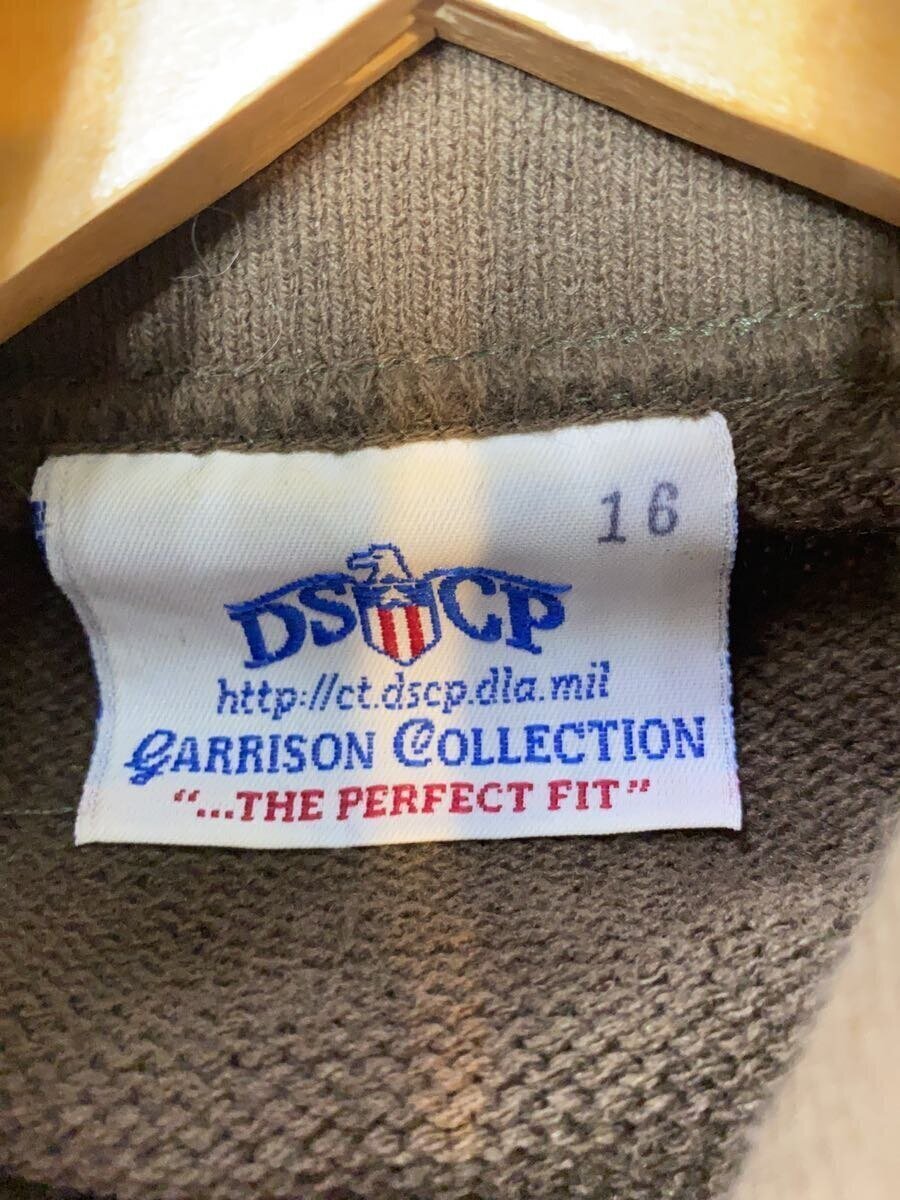 16
DSCP
http://ct.dscp.dla.mil
GARRISON COLLECTION
"...THE PERFECT FIT"